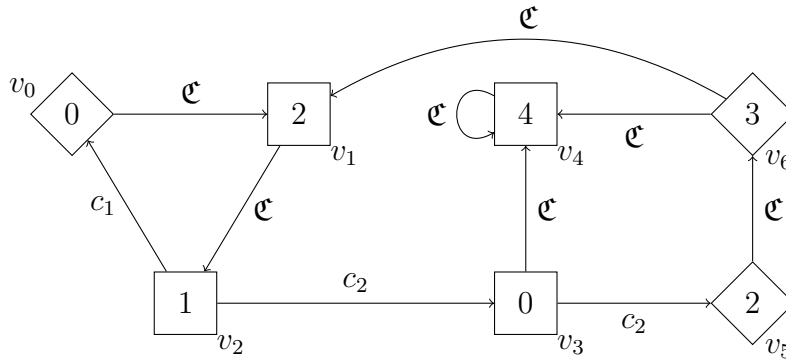 ℭ
v₀ 0 ℭ 2 ℭ 4 3
v₁ v₄ ℭ v₆
c₁ ℭ ℭ ℭ
1 c₂ 0 c₂ 2
v₂ v₃ v₅